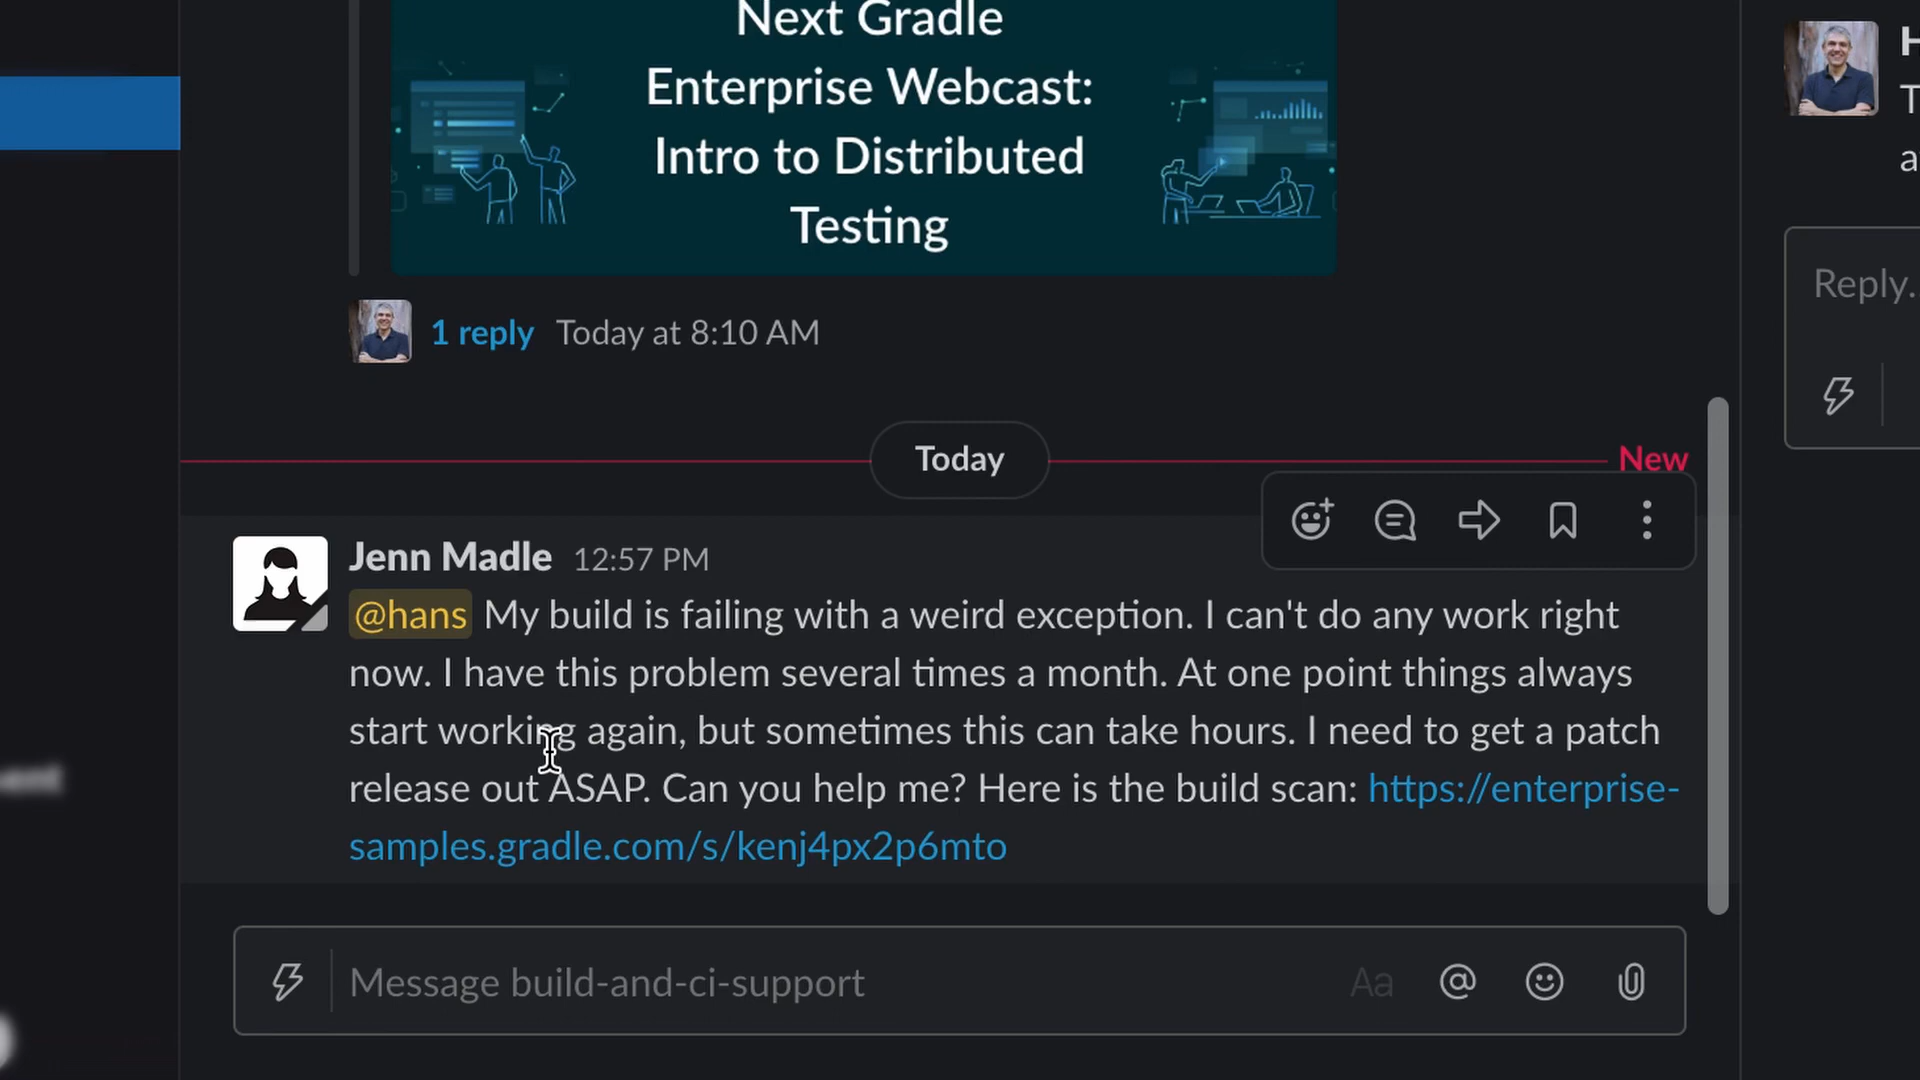 Next Gradle
Enterprise Webcast:
Intro to Distributed
Testing
1 reply Today at 8:10 AM
Today
New
Jenn Madle 12:57 PM
@hans My build is failing with a weird exception. I can't do any work right
now. I have this problem several times a month. At one point things always
start working again, but sometimes this can take hours. I need to get a patch
release out ASAP. Can you help me? Here is the build scan: https://enterprise-
samples.gradle.com/s/kenj4px2p6mto
Message build-and-ci-support
Aa
Reply.